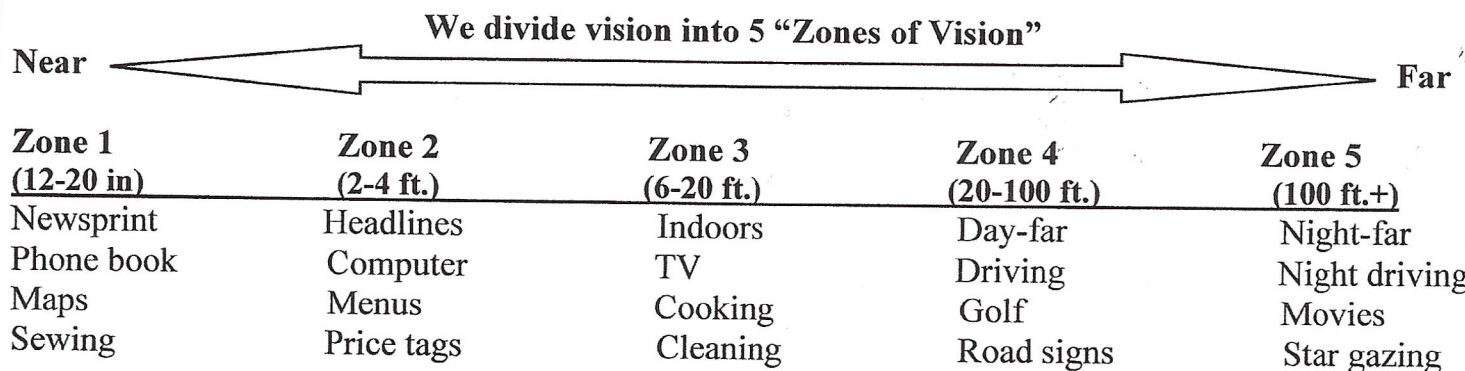 We divide vision into 5 “Zones of Vision”
Near Far
Zone 1 Zone 2 Zone 3 Zone 4 Zone 5
(12-20 in) (2-4 ft.) (6-20 ft.) (20-100 ft.) (100 ft.+)
Newsprint Headlines Indoors Day-far Night-far
Phone book Computer TV Driving Night driving
Maps Menus Cooking Golf Movies
Sewing Price tags Cleaning Road signs Star gazing